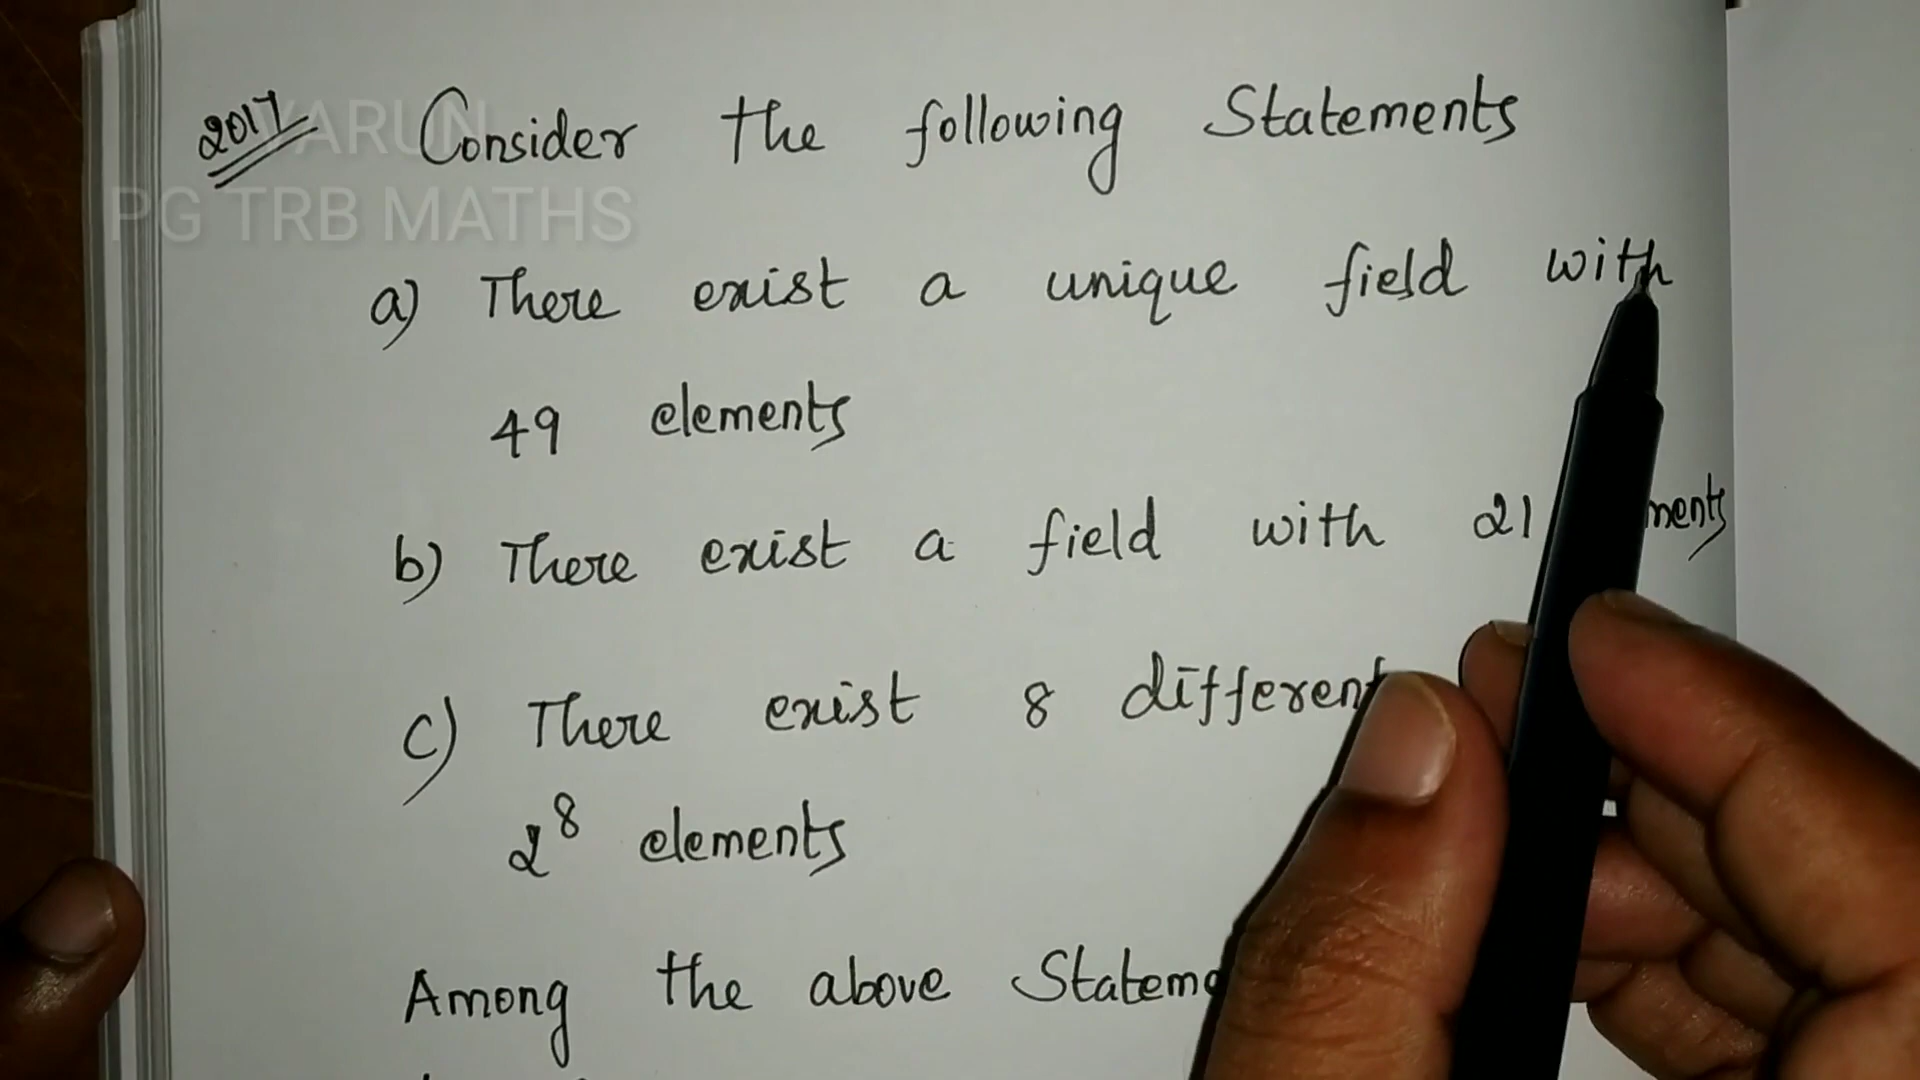 2017 Consider the following Statements
VARUN
PG TRB MATHS
a) There exist a unique field with
49 elements
b) There exist a field with 21
c) There exist 8 different
2^8 elements
Among the above